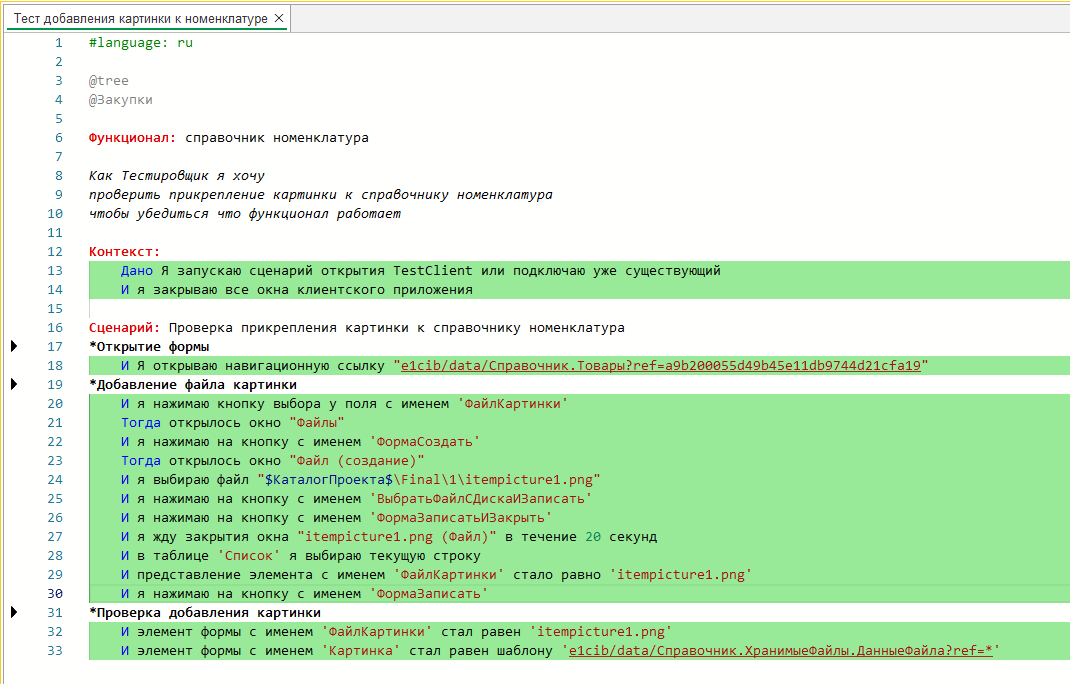 Тест добавления картинки к номенклатуре ×
1 #language: ru
2
3 @tree
4 @Закупки
5
6 Функционал: справочник номенклатура
7
8 Как Тестировщик я хочу
9 проверить прикрепление картинки к справочнику номенклатура
10 чтобы убедиться что функционал работает
11
12 Контекст:
13 Дано Я запускаю сценарий открытия TestClient или подключаю уже существующий
14 И я закрываю все окна клиентского приложения
15
16 Сценарий: Проверка прикрепления картинки к справочнику номенклатура
17 *Открытие формы
18 И Я открываю навигационную ссылку "e1cib/data/Справочник.Товары?ref=a9b200055d49b45e11db9744d21cfa19"
19 *Добавление файла картинки
20 И я нажимаю кнопку выбора у поля с именем 'ФайлКартинки'
21 Тогда открылось окно "Файлы"
22 И я нажимаю на кнопку с именем 'ФормаСоздать'
23 Тогда открылось окно "Файл (создание)"
24 И я выбираю файл "$КаталогПроекта$\Final\1\itempicture1.png"
25 И я нажимаю на кнопку с именем 'ВыбратьФайлСДискаИЗаписать'
26 И я нажимаю на кнопку с именем 'ФормаЗаписатьИЗакрыть'
27 И я жду закрытия окна "itempicture1.png (Файл)" в течение 20 секунд
28 И в таблице 'Список' я выбираю текущую строку
29 И представление элемента с именем 'ФайлКартинки' стало равно 'itempicture1.png'
30 И я нажимаю на кнопку с именем 'ФормаЗаписать'
31 *Проверка добавления картинки
32 И элемент формы с именем 'ФайлКартинки' стал равен 'itempicture1.png'
33 И элемент формы с именем 'Картинка' стал равен шаблону 'e1cib/data/Справочник.ХранимыеФайлы.ДанныеФайла?ref=*'